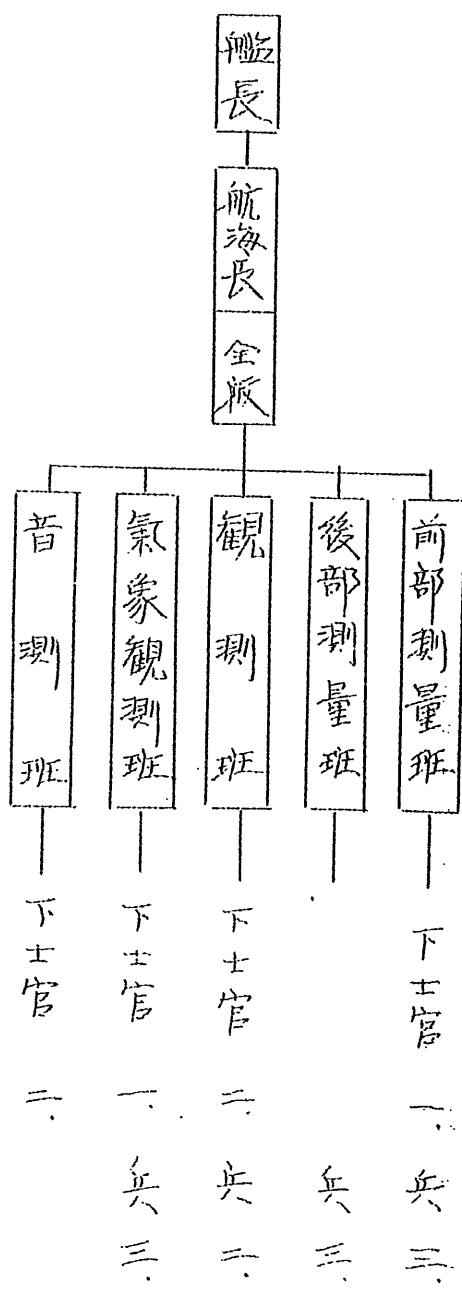 艦長
航海長
全般
前部測量班 下士官 一、兵 三、
後部測量班 兵 三、
観測班 下士官 二、兵 二、
氣象観測班 下士官 一、兵 三、
音測班 下士官 二、